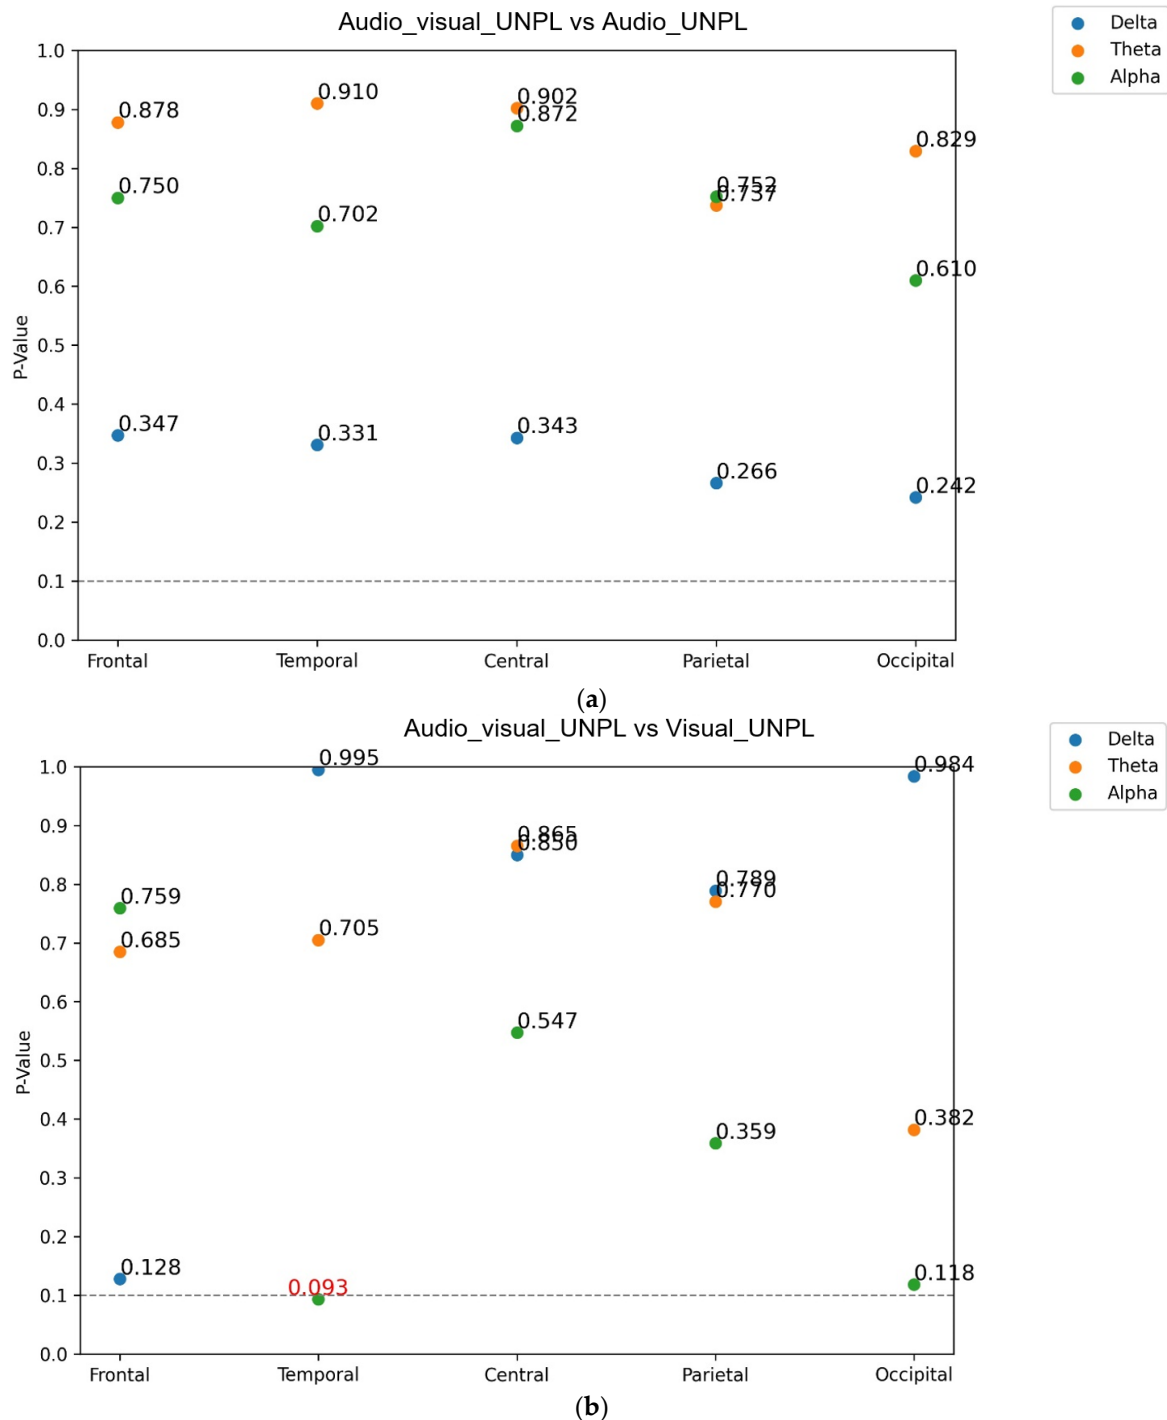 Audio_visual_UNPL vs Audio_UNPL
Delta
Theta
Alpha
P-Value
1.0
0.9
0.8
0.7
0.6
0.5
0.4
0.3
0.2
0.1
0.0
0.878
0.750
0.347
0.910
0.702
0.331
0.902
0.872
0.343
0.752
0.737
0.266
0.829
0.610
0.242
Frontal
Temporal
Central
Parietal
Occipital
(a)
Audio_visual_UNPL vs Visual_UNPL
Delta
Theta
Alpha
P-Value
1.0
0.9
0.8
0.7
0.6
0.5
0.4
0.3
0.2
0.1
0.0
0.759
0.685
0.128
0.995
0.705
0.093
0.865
0.850
0.547
0.789
0.770
0.359
0.984
0.382
0.118
Frontal
Temporal
Central
Parietal
Occipital
(b)